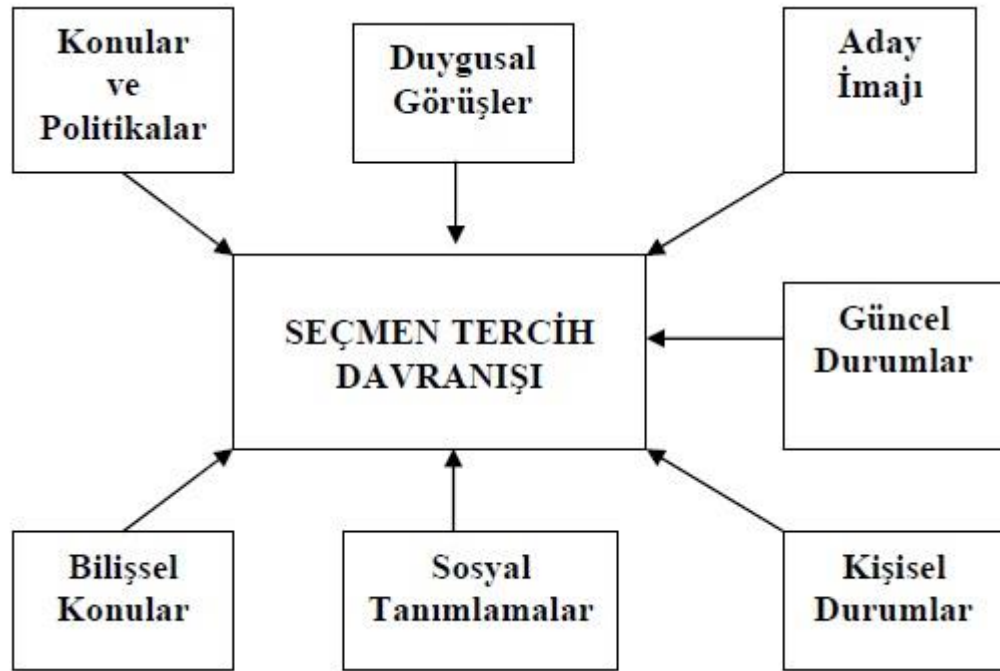 Konular
ve
Politikalar
Duygusal
Görüşler
Aday
İmajı
SEÇMEN TERCİH
DAVRANIŞI
Güncel
Durumlar
Bilişsel
Konular
Sosyal
Tanımlamalar
Kişisel
Durumlar